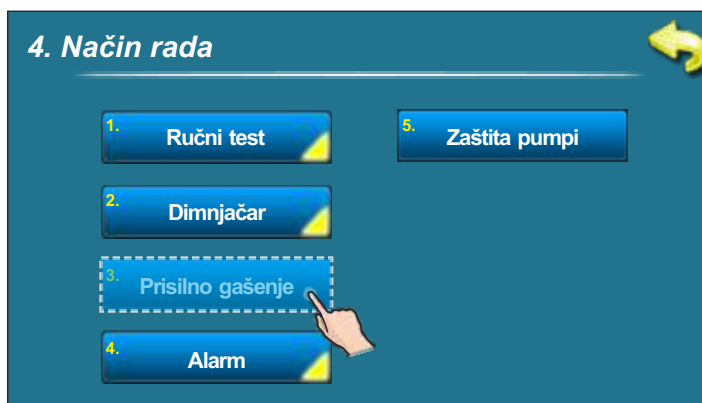 4. Način rada
1. Ručni test
2. Dimnjačar
3. Prisilno gašenje
4. Alarm
5. Zaštita pumpi